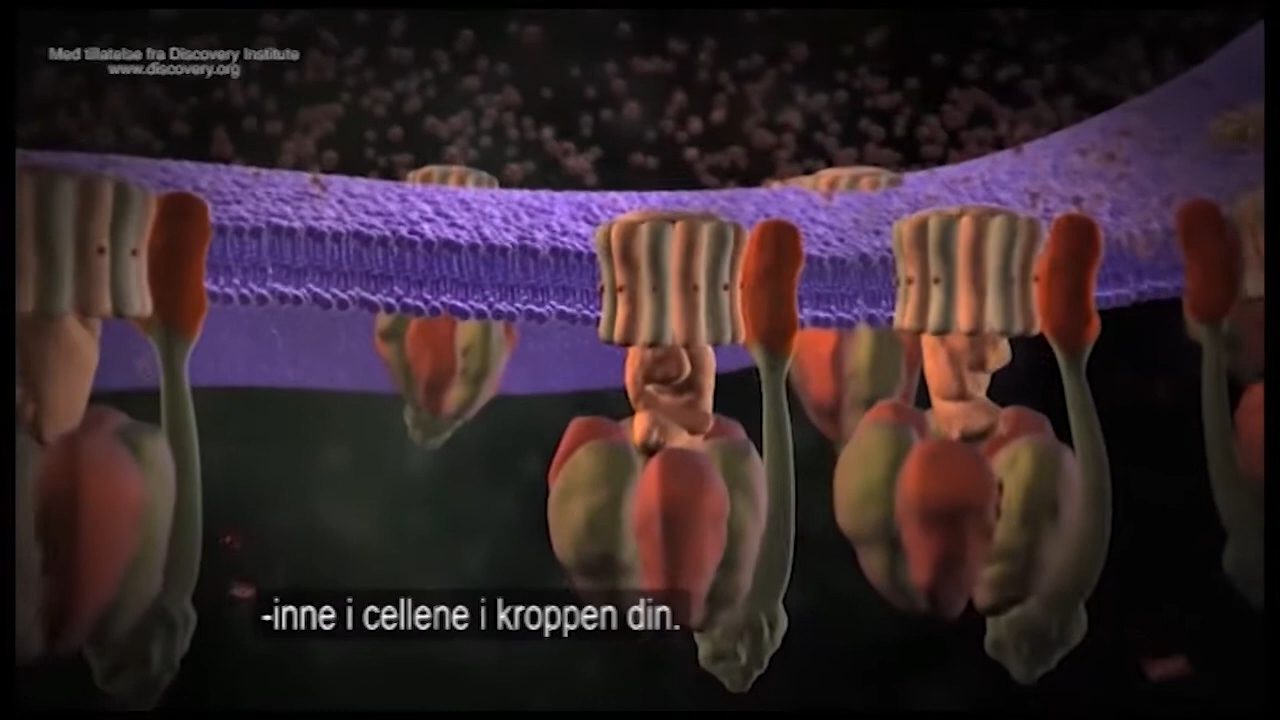 Med tillatelse fra Discovery Institute
www.discovery.org
-inne i cellene i kroppen din.